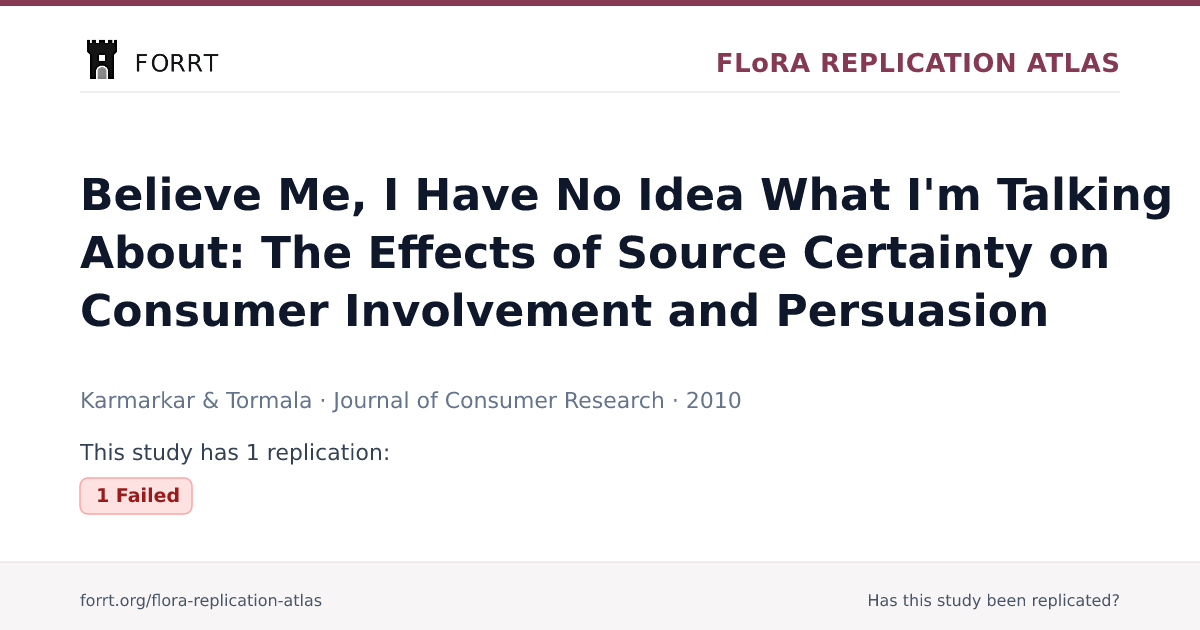 FORRT
FLoRA REPLICATION ATLAS
Believe Me, I Have No Idea What I'm Talking
About: The Effects of Source Certainty on
Consumer Involvement and Persuasion
Karmarkar & Tormala · Journal of Consumer Research · 2010
This study has 1 replication:
1 Failed
forrt.org/flora-replication-atlas
Has this study been replicated?